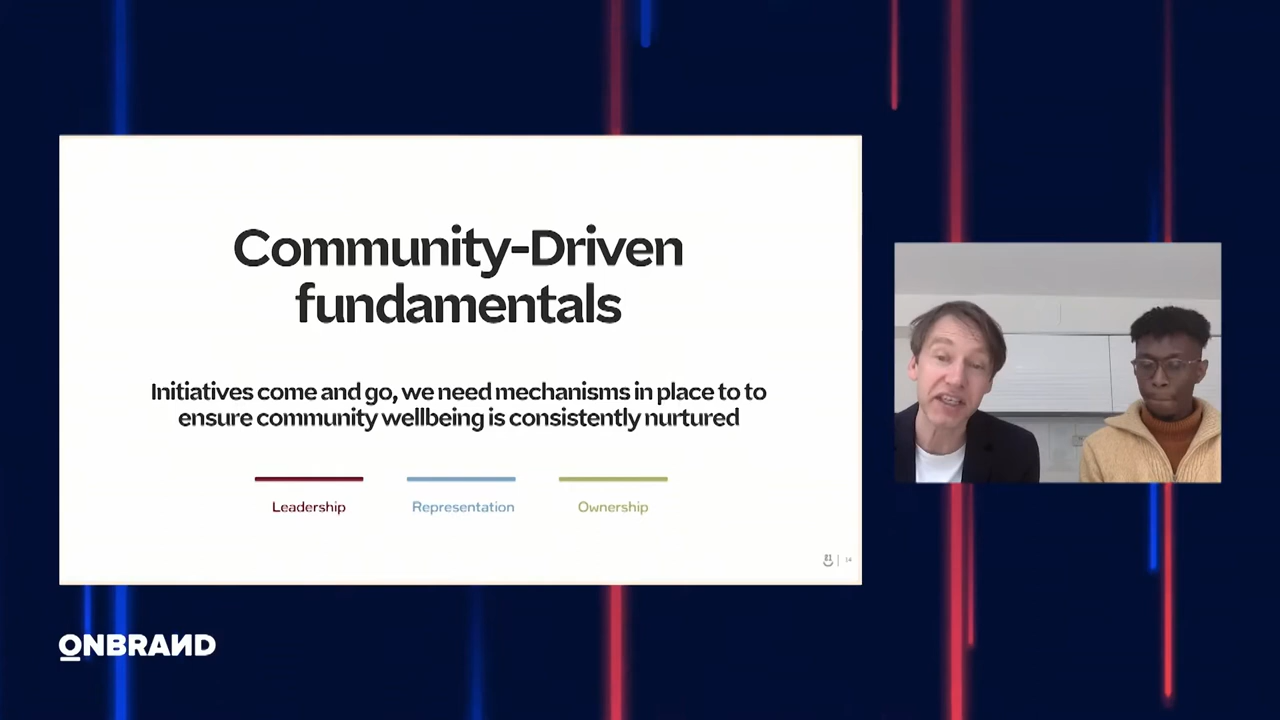 Community-Driven
fundamentals
Initiatives come and go, we need mechanisms in place to to
ensure community wellbeing is consistently nurtured
Leadership
Representation
Ownership
14
ONBRAND